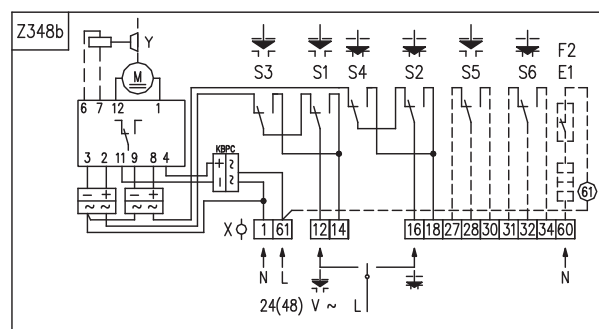 Z348b
Y
M
6 7 12 1
3 2 11 9 8 4
KBPC
+ ~
− ~
− +
~ ~
− +
~ ~
S3 S1 S4 S2 S5 S6 F2
E1
61
X 1 61 12 14 16 18 27 28 30 31 32 34 60
N L N
24(48) V ~ L